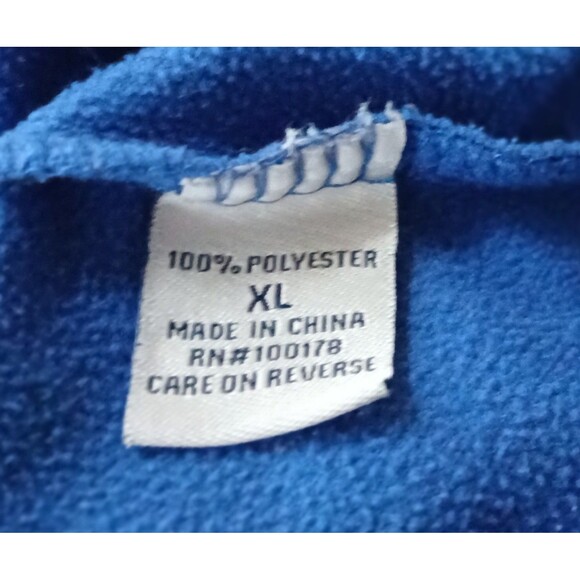 100% POLYESTER
XL
MADE IN CHINA
RN#100178
CARE ON REVERSE